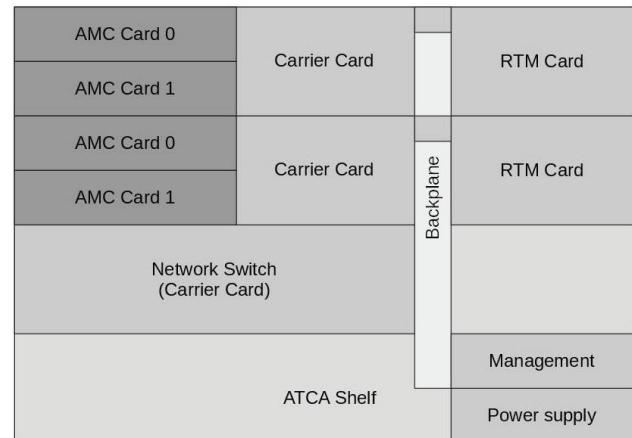 AMC Card 0
Carrier Card
RTM Card
AMC Card 1
AMC Card 0
Carrier Card
RTM Card
AMC Card 1
Backplane
Network Switch
(Carrier Card)
Management
ATCA Shelf
Power supply